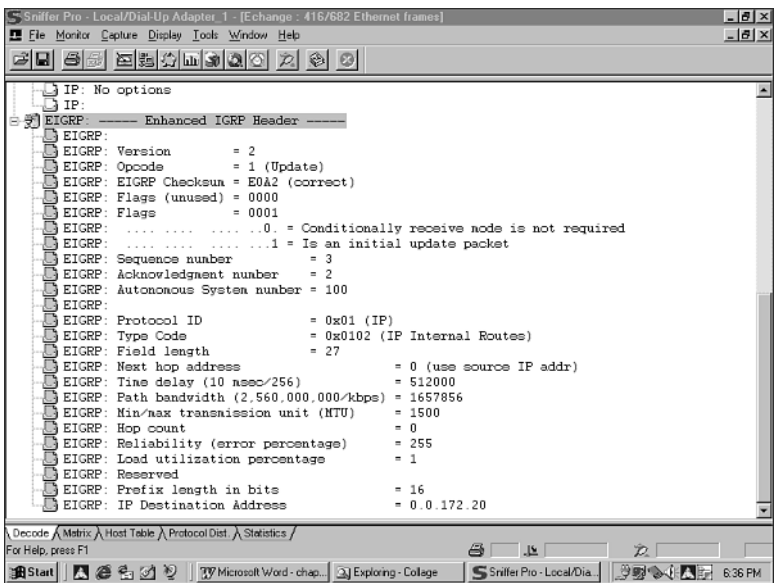 Sniffer Pro - Local/Dial-Up Adapter_1 - [Echange : 416/682 Ethernet frames]
File Monitor Capture Display Tools Window Help
IP: No options
IP:
EIGRP: ----- Enhanced IGRP Header -----
EIGRP:
EIGRP: Version = 2
EIGRP: Opcode = 1 (Update)
EIGRP: EIGRP Checksum = E0A2 (correct)
EIGRP: Flags (unused) = 0000
EIGRP: Flags = 0001
EIGRP: .... .... .... ..0. = Conditionally receive node is not required
EIGRP: .... .... .... ...1 = Is an initial update packet
EIGRP: Sequence number = 3
EIGRP: Acknowledgment number = 2
EIGRP: Autonomous System number = 100
EIGRP:
EIGRP: Protocol ID = 0x01 (IP)
EIGRP: Type Code = 0x0102 (IP Internal Routes)
EIGRP: Field length = 27
EIGRP: Next hop address = 0 (use source IP addr)
EIGRP: Time delay (10 msec/256) = 512000
EIGRP: Path bandwidth (2,560,000,000/kbps) = 1657856
EIGRP: Min/max transmission unit (MTU) = 1500
EIGRP: Hop count = 0
EIGRP: Reliability (error percentage) = 255
EIGRP: Load utilization percentage = 1
EIGRP: Reserved
EIGRP: Prefix length in bits = 16
EIGRP: IP Destination Address = 0.0.172.20
Decode Matrix Host Table Protocol Dist. Statistics
For Help, press F1
Start Microsoft Word - chap... Exploring - Collage Sniffer Pro - Local/Dia... 6:36 PM